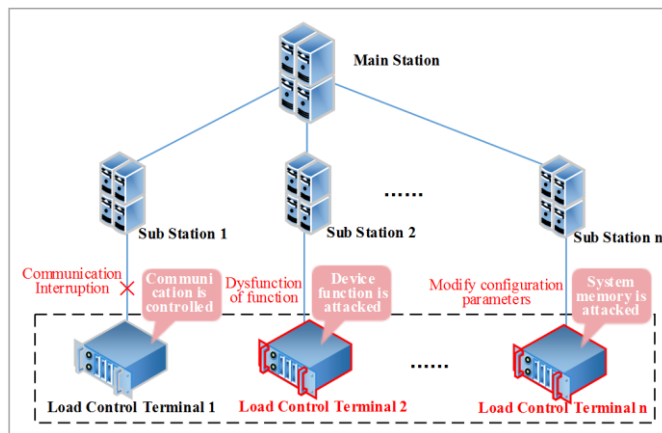 Main Station
Sub Station 1
Sub Station 2
......
Sub Station n
Communication
Interruption
Communi
cation is
controlled
Dysfunction
of function
Device
function is
attacked
Modify configuration
parameters
System
memory is
attacked
......
Load Control Terminal 1
Load Control Terminal 2
Load Control Terminal n